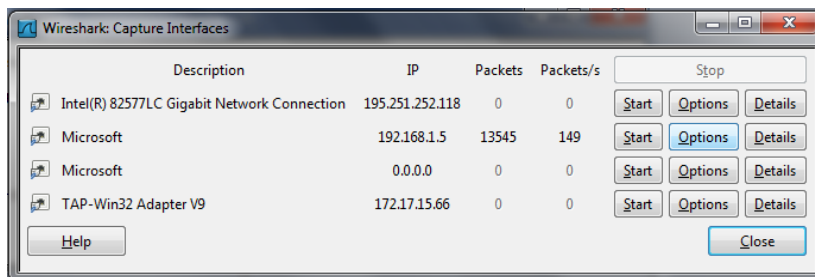 Wireshark: Capture Interfaces
Description IP Packets Packets/s Stop
Intel(R) 82577LC Gigabit Network Connection 195.251.252.118 0 0 Start Options Details
Microsoft 192.168.1.5 13545 149 Start Options Details
Microsoft 0.0.0.0 0 0 Start Options Details
TAP-Win32 Adapter V9 172.17.15.66 0 0 Start Options Details
Help Close